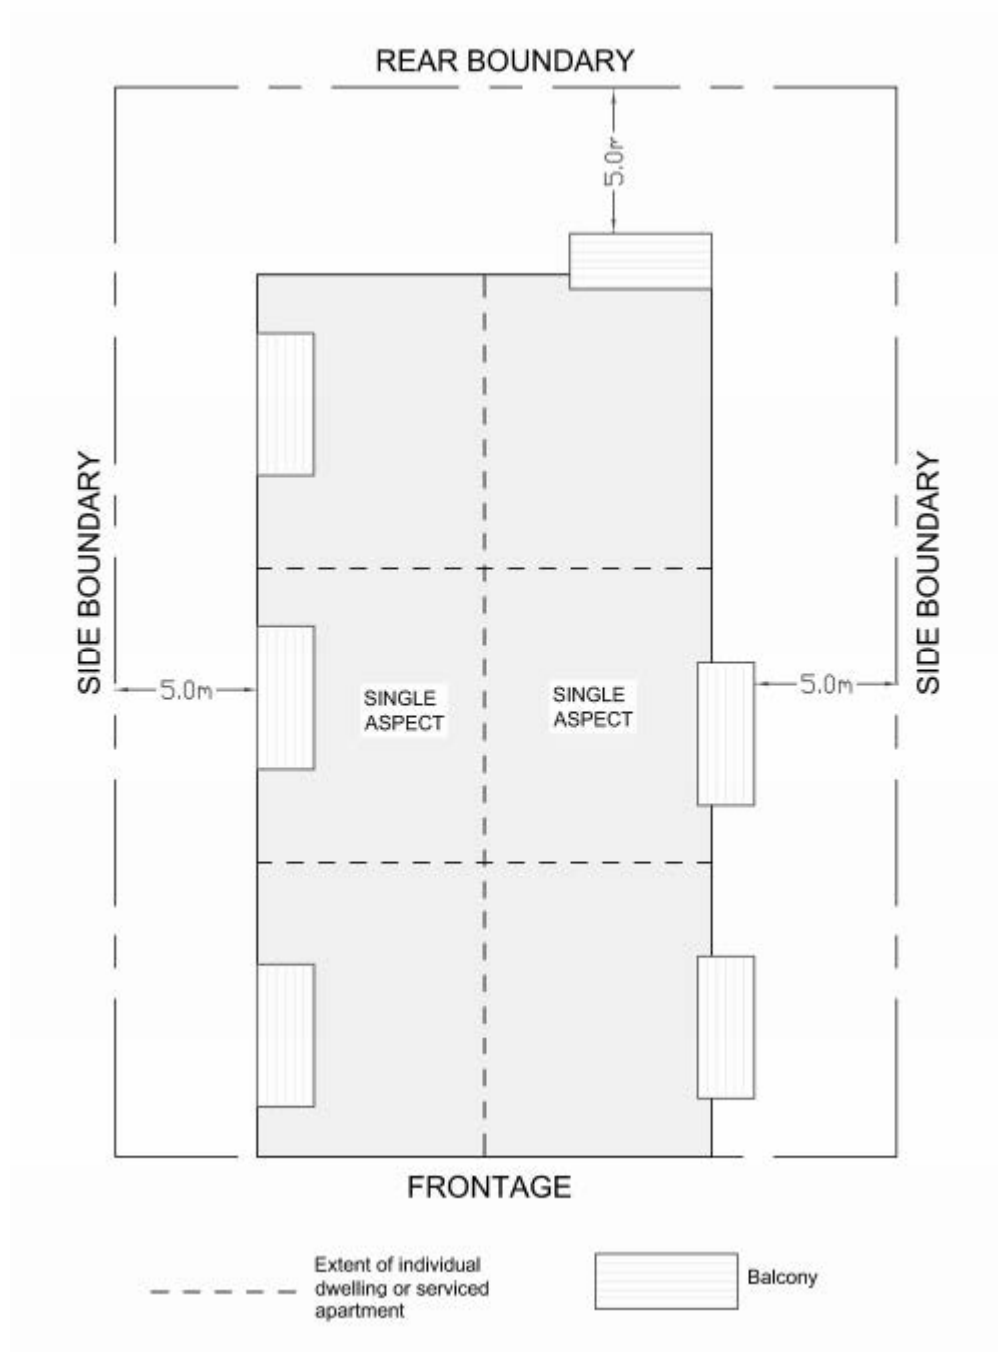 REAR BOUNDARY
5.0m
SIDE BOUNDARY
SIDE BOUNDARY
5.0m
SINGLE
ASPECT
SINGLE
ASPECT
5.0m
FRONTAGE
Extent of individual
dwelling or serviced
apartment
Balcony